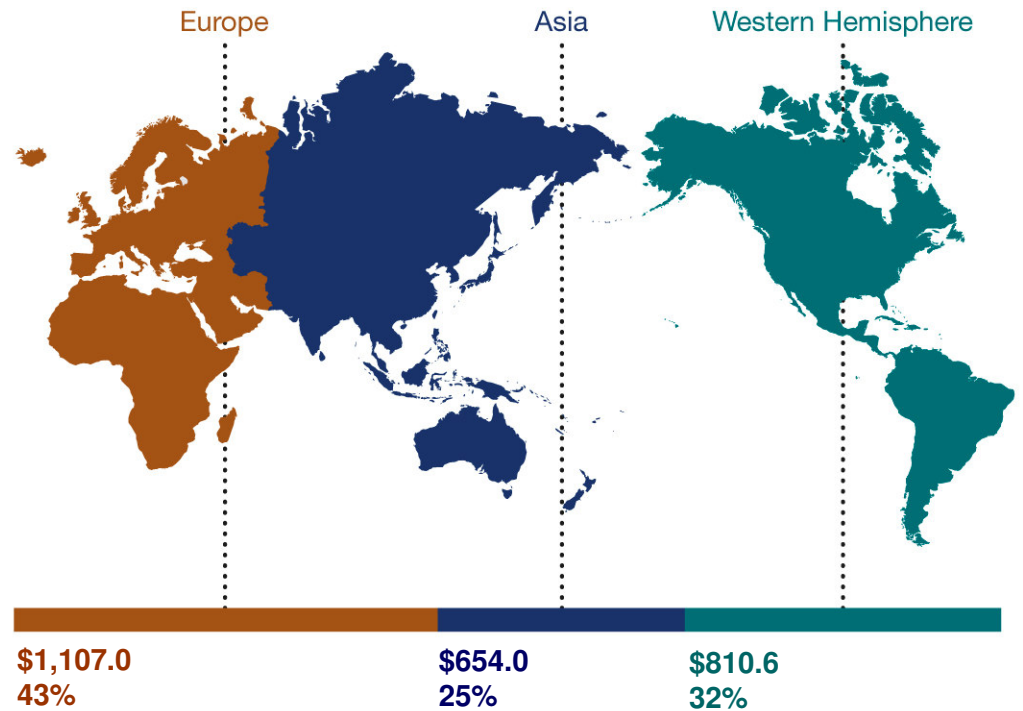 Europe
Asia
Western Hemisphere
$1,107.0
43%
$654.0
25%
$810.6
32%